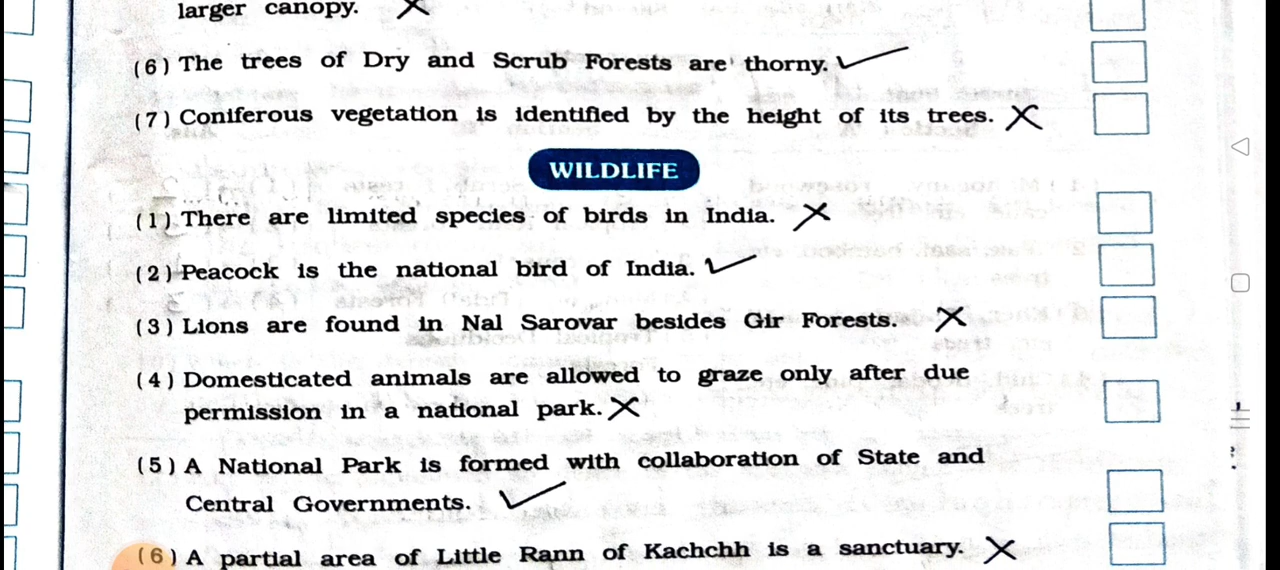 larger canopy.
(6) The trees of Dry and Scrub Forests are thorny.
(7) Coniferous vegetation is identified by the height of its trees.
WILDLIFE
(1) There are limited species of birds in India.
(2) Peacock is the national bird of India.
(3) Lions are found in Nal Sarovar besides Gir Forests.
(4) Domesticated animals are allowed to graze only after due
permission in a national park.
(5) A National Park is formed with collaboration of State and
Central Governments.
(6) A partial area of Little Rann of Kachchh is a sanctuary.